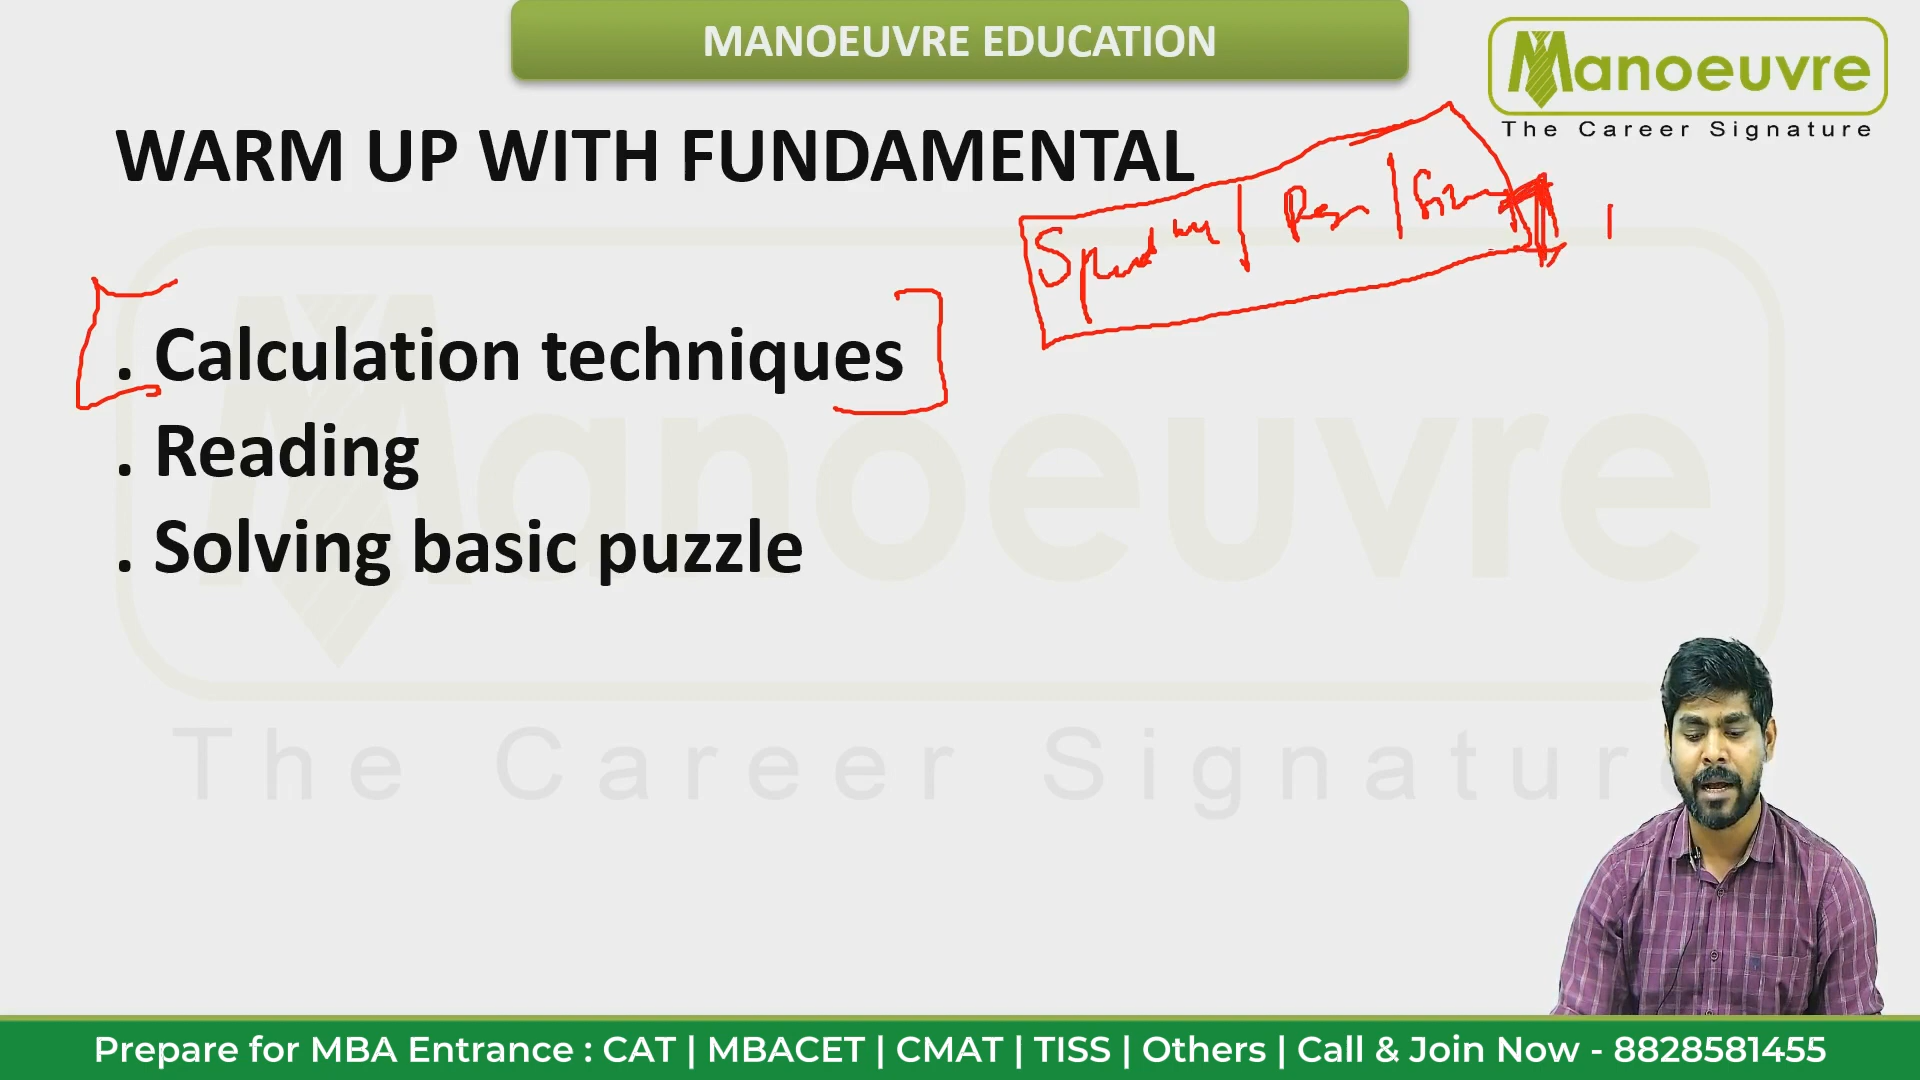 MANOEUVRE EDUCATION
Manoeuvre
The Career Signature
WARM UP WITH FUNDAMENTAL
. Calculation techniques
. Reading
. Solving basic puzzle
Manoeuvre
The Career Signature
Prepare for MBA Entrance : CAT | MBACET | CMAT | TISS | Others | Call & Join Now - 8828581455